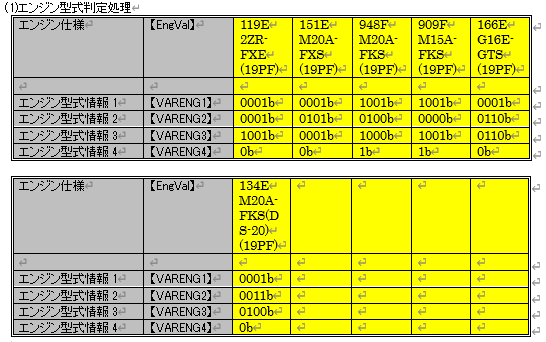 (1)エンジン型式判定処理
エンジン仕様 【EngVal】 119E 2ZR-FXE (19PF) 151E M20A-FXS (19PF) 948F M20A-FKS (19PF) 909F M15A-FKS (19PF) 166E G16E-GTS (19PF)
エンジン型式情報 1 【VARENG1】 0001b 0001b 1001b 1001b 0001b
エンジン型式情報 2 【VARENG2】 0001b 0101b 0100b 0000b 0110b
エンジン型式情報 3 【VARENG3】 1001b 0001b 1000b 1001b 0110b
エンジン型式情報 4 【VARENG4】 0b 0b 1b 1b 0b
エンジン仕様 【EngVal】 134E M20A-FKS(DS-20) (19PF)
エンジン型式情報 1 【VARENG1】 0001b
エンジン型式情報 2 【VARENG2】 0011b
エンジン型式情報 3 【VARENG3】 0100b
エンジン型式情報 4 【VARENG4】 0b